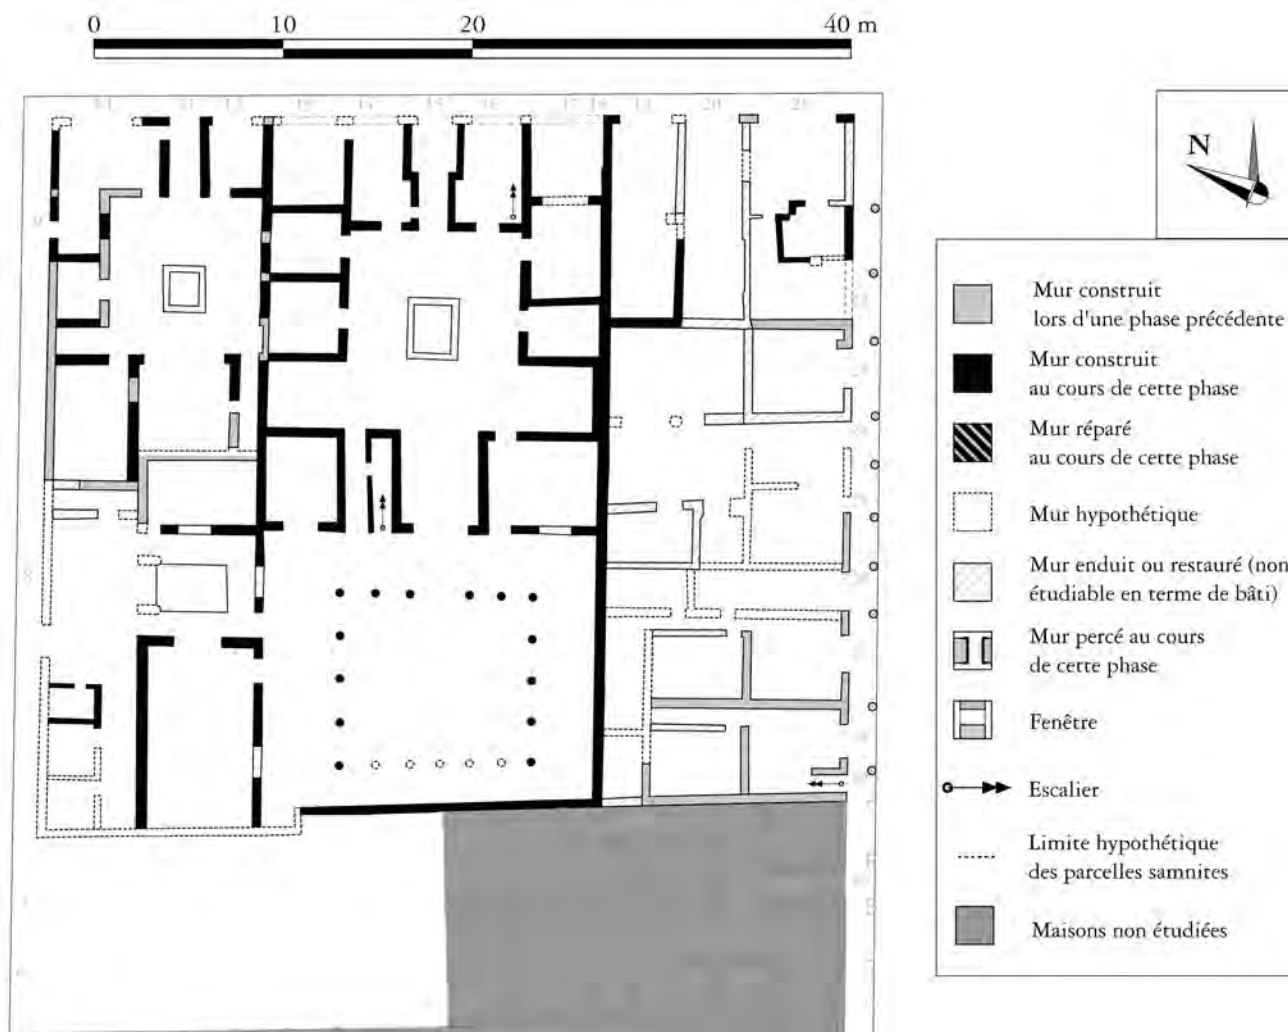 0 10 20 40 m
N
Mur construit
lors d'une phase précédente
Mur construit
au cours de cette phase
Mur réparé
au cours de cette phase
Mur hypothétique
Mur enduit ou restauré (non
étudiable en terme de bâti)
Mur percé au cours
de cette phase
Fenêtre
Escalier
Limite hypothétique
des parcelles samnites
Maisons non étudiées